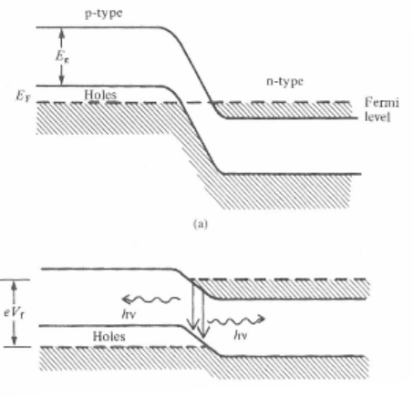 p-type
E_g
n-type
E_F
Holes
Fermi
level
(a)
eV_f
hν
hν
Holes